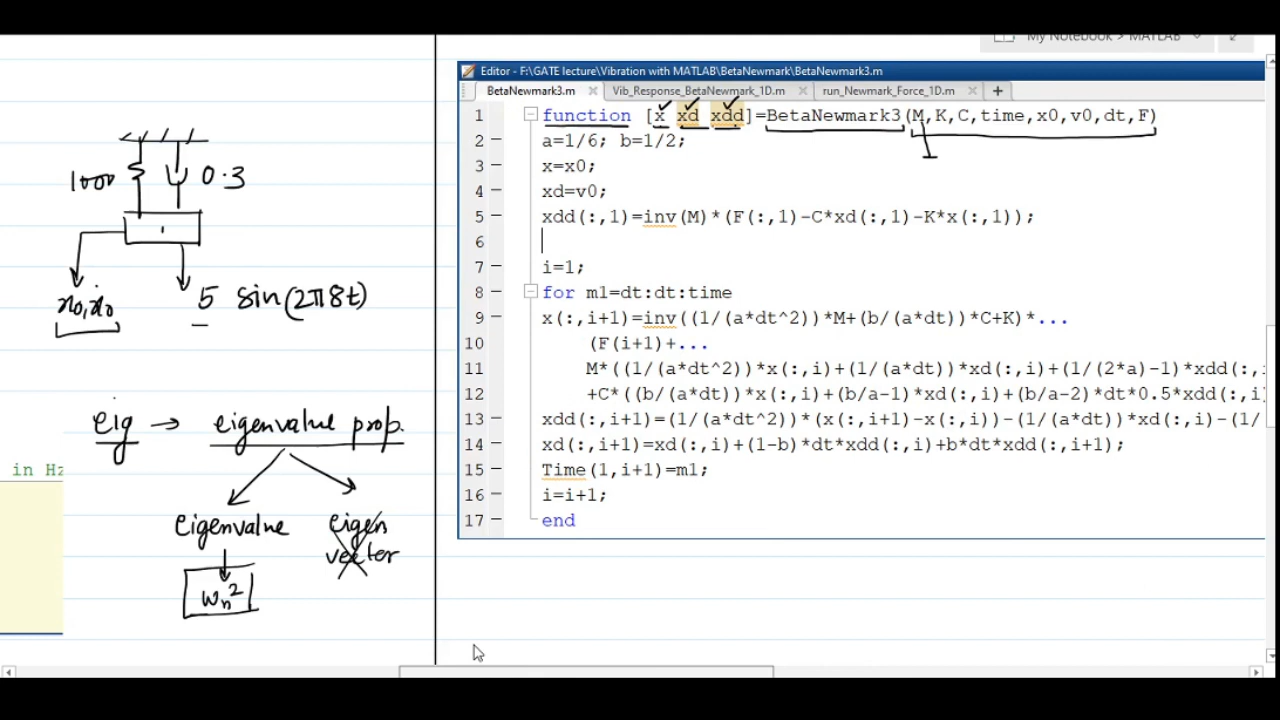 My Notebook > MATLAB
Editor - F:\GATE lecture\Vibration with MATLAB\BetaNewmark\BetaNewmark3.m
BetaNewmark3.m × Vib_Response_BetaNewmark_1D.m × run_Newmark_Force_1D.m × +
1 function [x xd xdd]=BetaNewmark3(M,K,C,time,x0,v0,dt,F)
2 a=1/6; b=1/2;
3 x=x0;
4 xd=v0;
5 xdd(:,1)=inv(M)*(F(:,1)-C*xd(:,1)-K*x(:,1));
6
7 i=1;
8 for m1=dt:dt:time
9 x(:,i+1)=inv((1/(a*dt^2))*M+(b/(a*dt))*C+K)*...
10 (F(i+1)+...
11 M*((1/(a*dt^2))*x(:,i)+(1/(a*dt))*xd(:,i)+(1/(2*a)-1)*xdd(:,i
12 +C*((b/(a*dt))*x(:,i)+(b/a-1)*xd(:,i)+(b/a-2)*dt*0.5*xdd(:,i)
13 xdd(:,i+1)=(1/(a*dt^2))*(x(:,i+1)-x(:,i))-(1/(a*dt))*xd(:,i)-(1/
14 xd(:,i+1)=xd(:,i)+(1-b)*dt*xdd(:,i)+b*dt*xdd(:,i+1);
15 Time(1,i+1)=m1;
16 i=i+1;
17 end
1000 0.3
1
x0, ẋ0 5 sin(2π8t)
eig → eigenvalue prop.
in Hz
eigenvalue eigen
vector
ωn²